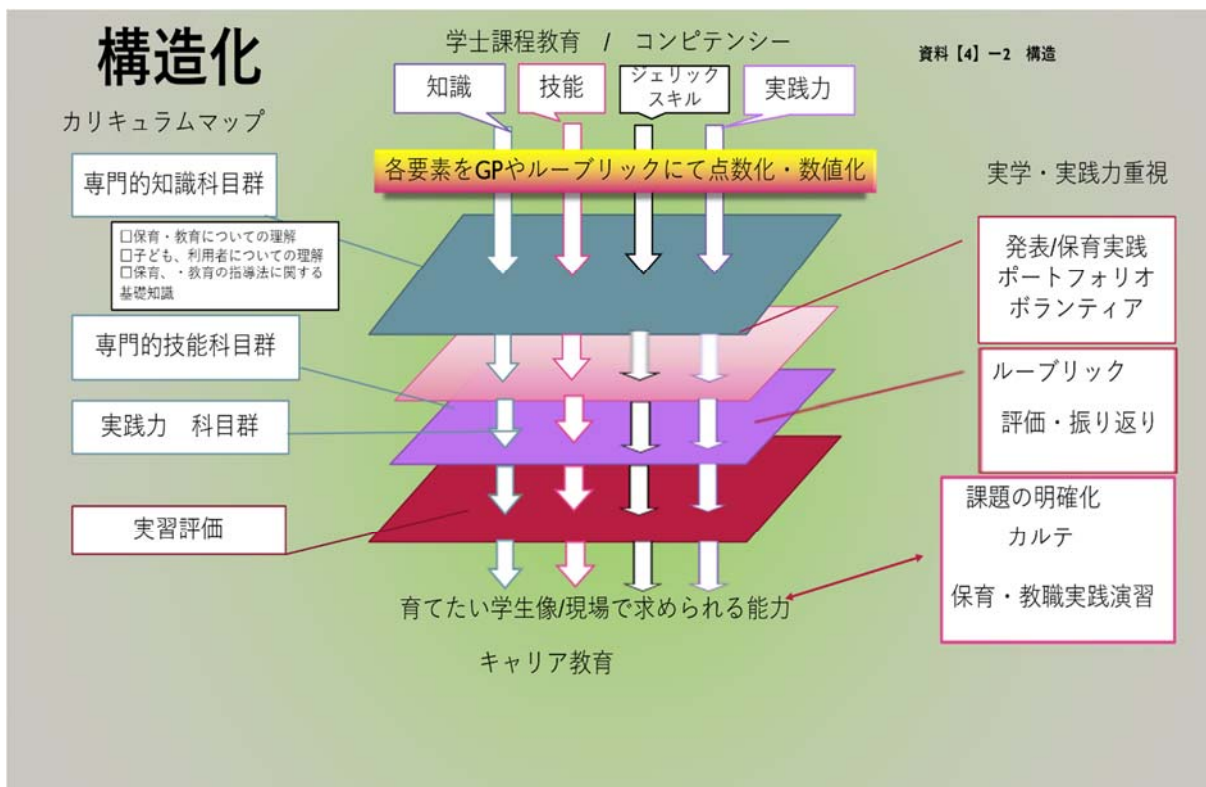 構造化
カリキュラムマップ
学士課程教育 / コンピテンシー
資料【4】ー2 構造
知識
技能
ジェリック
スキル
実践力
各要素をGPやルーブリックにて点数化・数値化
実学・実践力重視
専門的知識科目群
□保育・教育についての理解
□子ども、利用者についての理解
□保育、・教育の指導法に関する
基礎知識
専門的技能科目群
実践力 科目群
実習評価
発表/保育実践
ポートフォリオ
ボランティア
ルーブリック
評価・振り返り
課題の明確化
カルテ
保育・教職実践演習
育てたい学生像/現場で求められる能力
キャリア教育